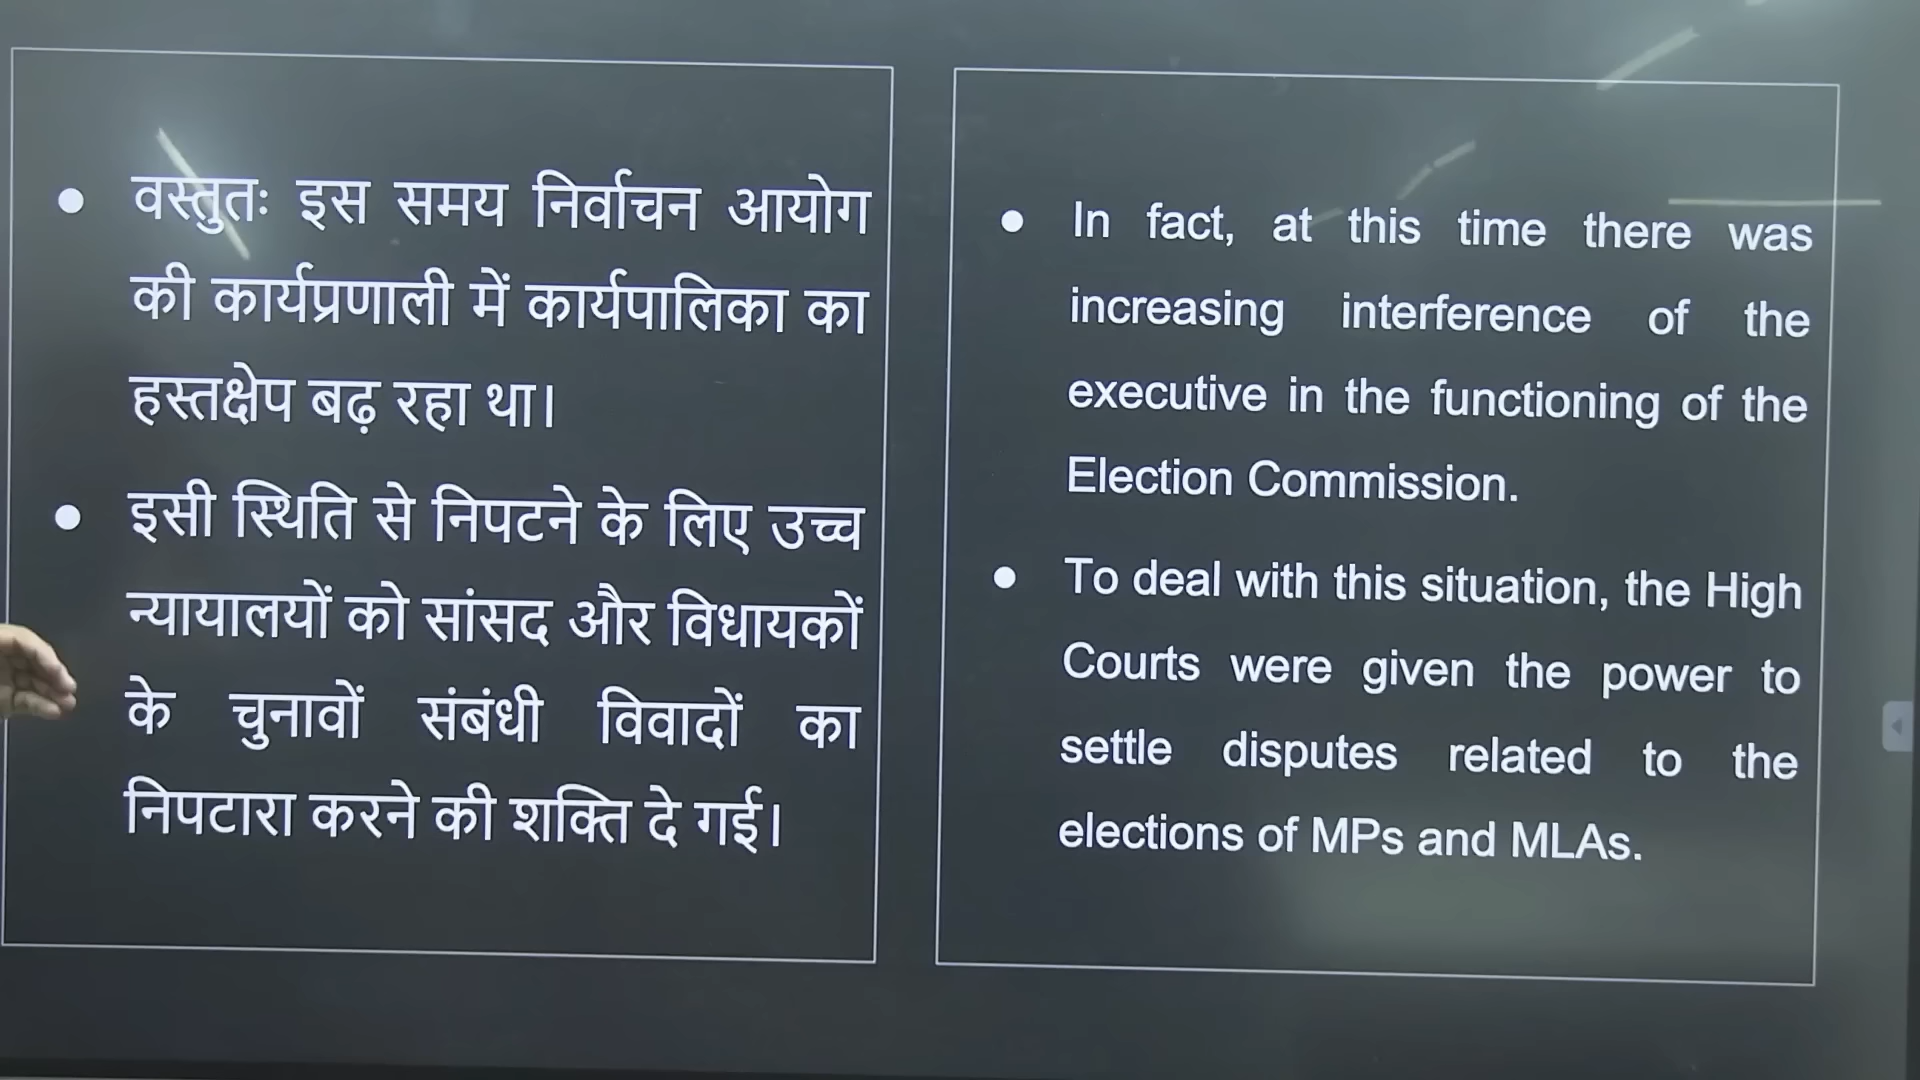 • वस्तुतः इस समय निर्वाचन आयोग
की कार्यप्रणाली में कार्यपालिका का
हस्तक्षेप बढ़ रहा था।
• इसी स्थिति से निपटने के लिए उच्च
न्यायालयों को सांसद और विधायकों
के चुनावों संबंधी विवादों का
निपटारा करने की शक्ति दे गई।
• In fact, at this time there was
increasing interference of the
executive in the functioning of the
Election Commission.
• To deal with this situation, the High
Courts were given the power to
settle disputes related to the
elections of MPs and MLAs.